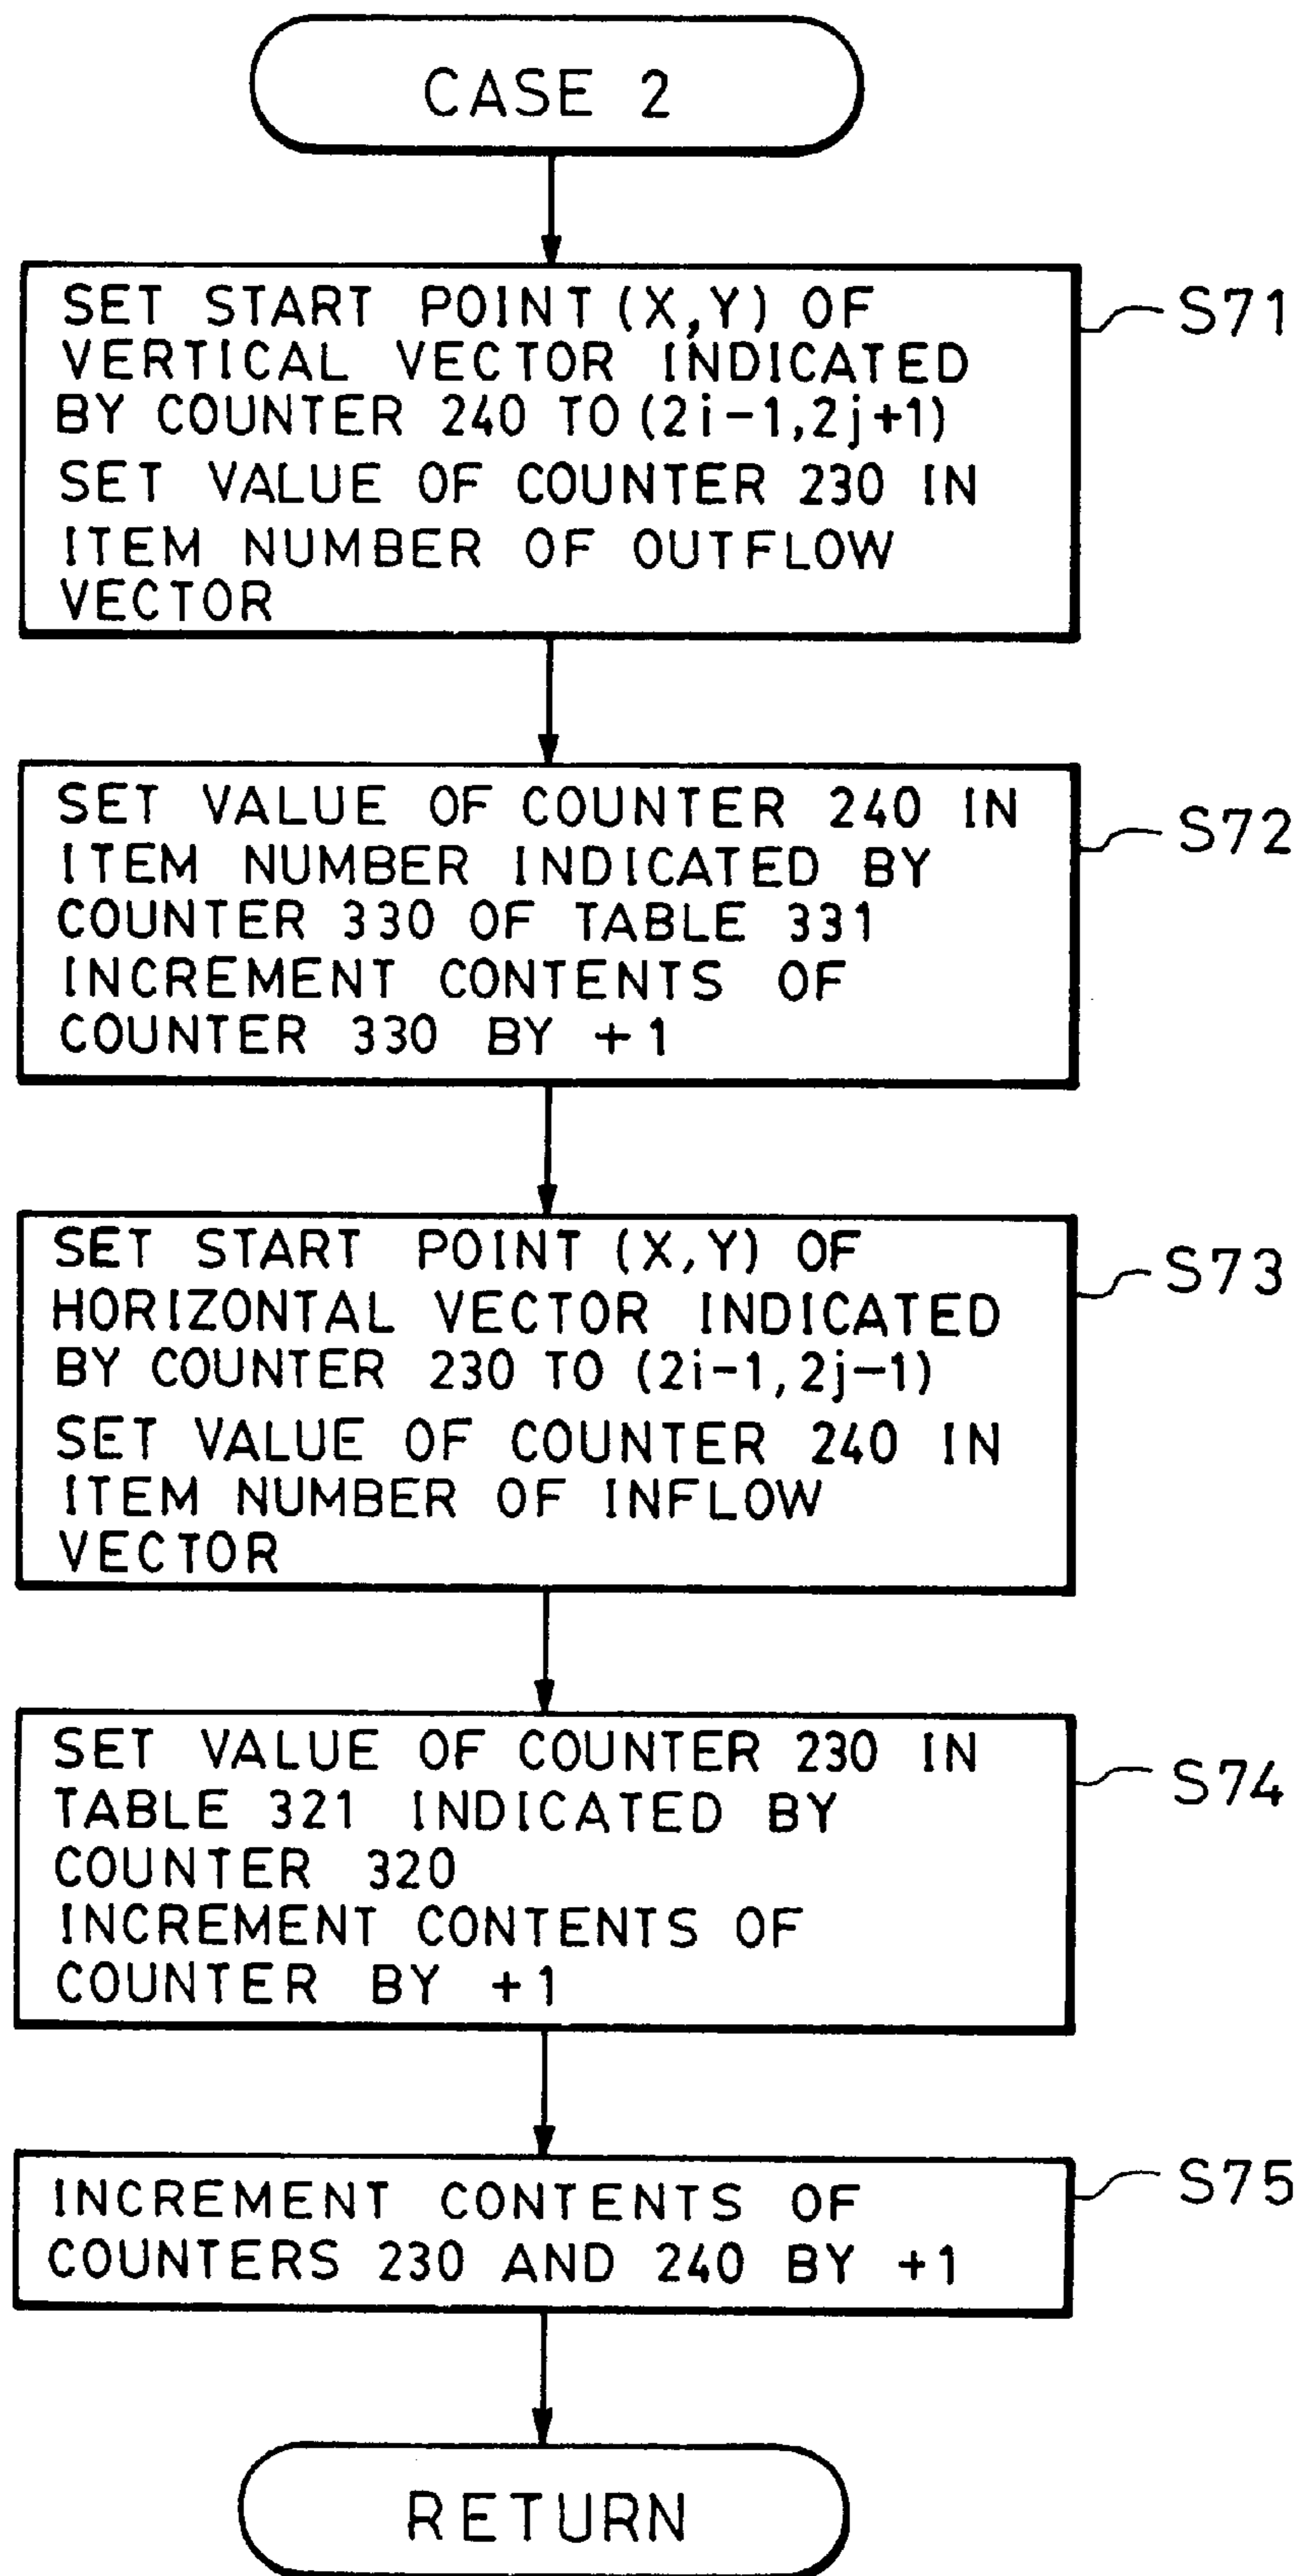 CASE 2
SET START POINT (X,Y) OF
VERTICAL VECTOR INDICATED
BY COUNTER 240 TO (2i-1,2j+1)
SET VALUE OF COUNTER 230 IN
ITEM NUMBER OF OUTFLOW
VECTOR
S71
SET VALUE OF COUNTER 240 IN
ITEM NUMBER INDICATED BY
COUNTER 330 OF TABLE 331
INCREMENT CONTENTS OF
COUNTER 330 BY +1
S72
SET START POINT (X,Y) OF
HORIZONTAL VECTOR INDICATED
BY COUNTER 230 TO (2i-1,2j-1)
SET VALUE OF COUNTER 240 IN
ITEM NUMBER OF INFLOW
VECTOR
S73
SET VALUE OF COUNTER 230 IN
TABLE 321 INDICATED BY
COUNTER 320
INCREMENT CONTENTS OF
COUNTER BY +1
S74
INCREMENT CONTENTS OF
COUNTERS 230 AND 240 BY +1
S75
RETURN